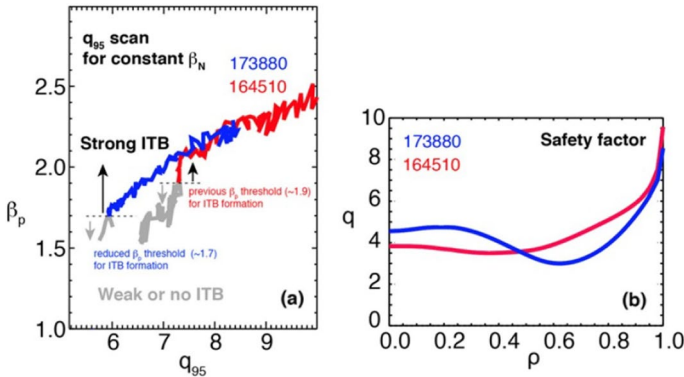 q95 scan
for constant βN
173880
164510
2.5
Strong ITB
2.0
previous βp threshold (~1.9)
for ITB formation
βp
1.5
reduced βp threshold (~1.7)
for ITB formation
Weak or no ITB
(a)
1.0
6 7 8 9
q95
10
173880
Safety factor
164510
8
6
q
4
2
(b)
0
0.0 0.2 0.4 0.6 0.8 1.0
ρ